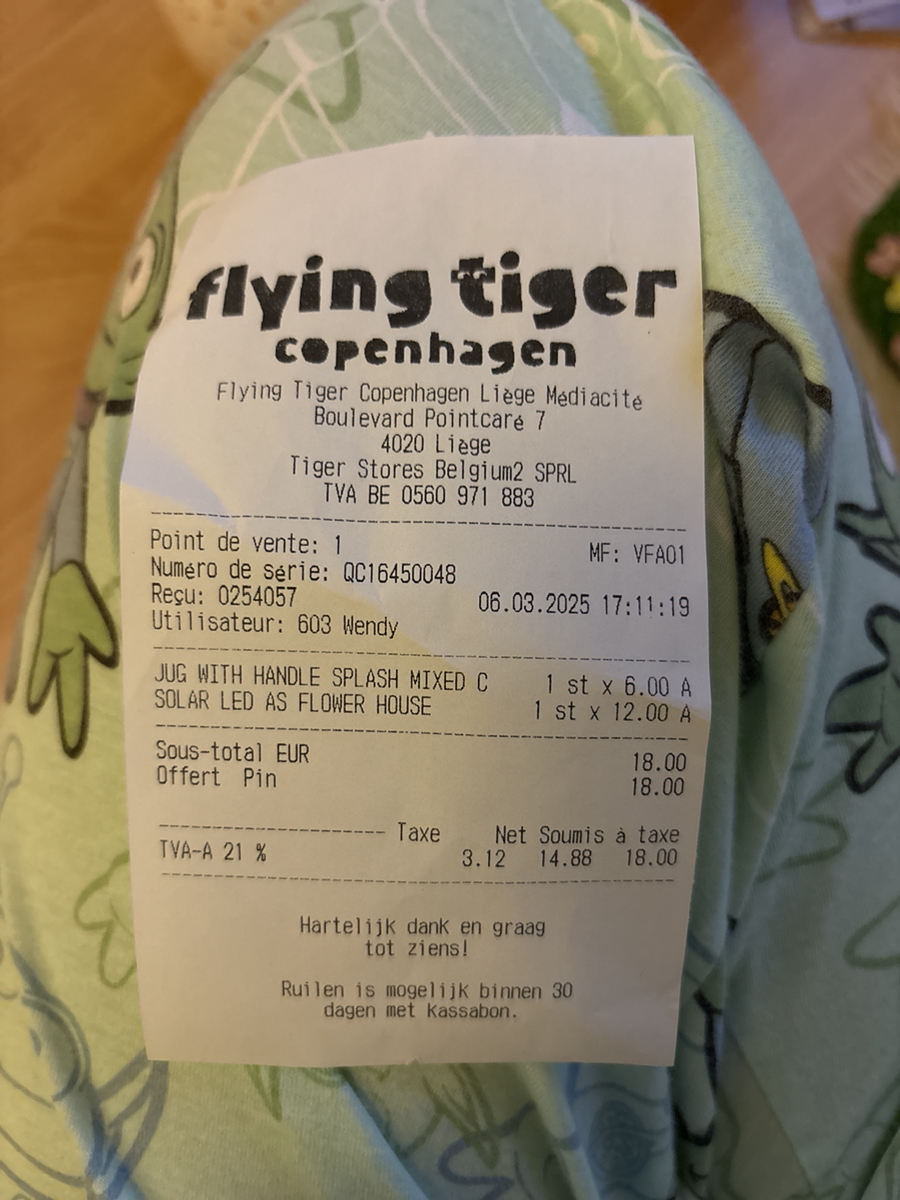 flying tiger
copenhagen
Flying Tiger Copenhagen Liège Médiacité
Boulevard Pointcaré 7
4020 Liège
Tiger Stores Belgium2 SPRL
TVA BE 0560 971 883
Point de vente: 1 MF: VFA01
Numéro de série: QC16450048
Reçu: 0254057 06.03.2025 17:11:19
Utilisateur: 603 Wendy
JUG WITH HANDLE SPLASH MIXED C 1 st x 6.00 A
SOLAR LED AS FLOWER HOUSE 1 st x 12.00 A
Sous-total EUR 18.00
Offert Pin 18.00
Taxe Net Soumis à taxe
TVA-A 21 % 3.12 14.88 18.00
Hartelijk dank en graag
tot ziens!
Ruilen is mogelijk binnen 30
dagen met kassabon.